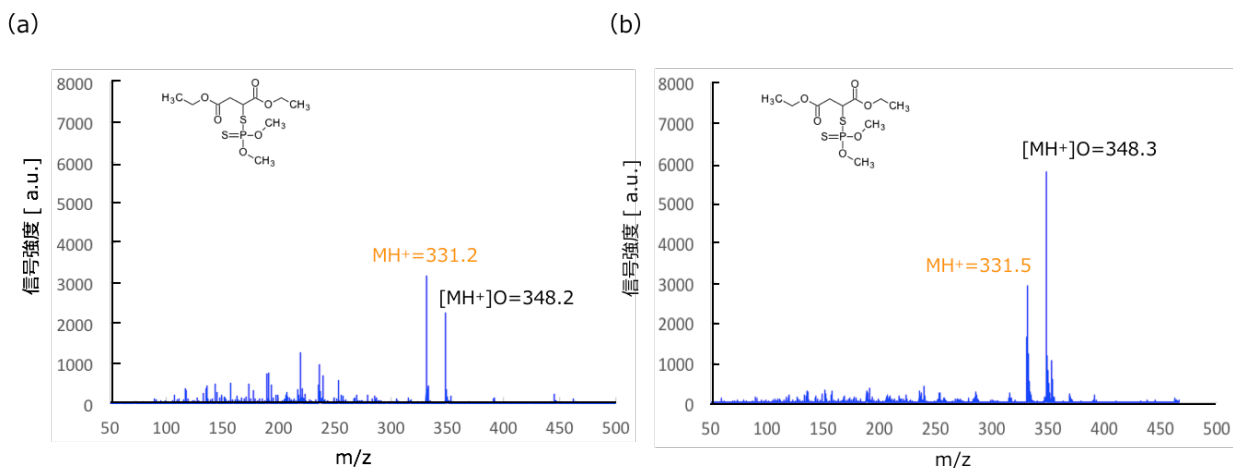 (a)
8000
7000
6000
5000
4000
3000
2000
1000
0
信号強度 [ a.u.]
H₃C
O
O
O
O
CH₃
S
S=P-O
CH₃
O
CH₃
MH⁺=331.2
[MH⁺]O=348.2
50 100 150 200 250 300 350 400 450 500
m/z
(b)
8000
7000
6000
5000
4000
3000
2000
1000
0
信号強度 [ a.u.]
H₃C
O
O
O
O
CH₃
S
S=P-O
CH₃
O
CH₃
[MH⁺]O=348.3
MH⁺=331.5
50 100 150 200 250 300 350 400 450 500
m/z